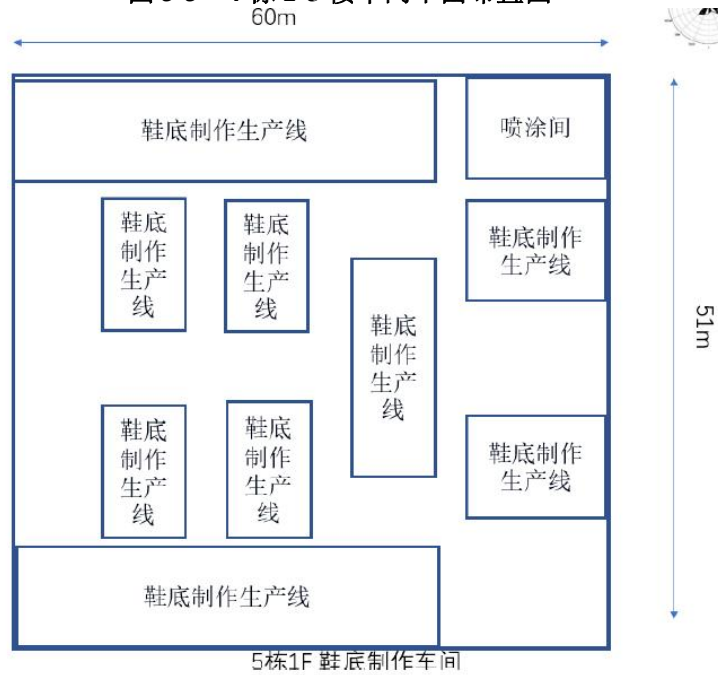 60m
鞋底制作生产线
喷涂间
鞋底
制作
生产
线
鞋底
制作
生产
线
鞋底制作
生产线
鞋底
制作
生产
线
51m
鞋底
制作
生产
线
鞋底
制作
生产
线
鞋底制作
生产线
鞋底制作生产线
5栋1F 鞋底制作车间